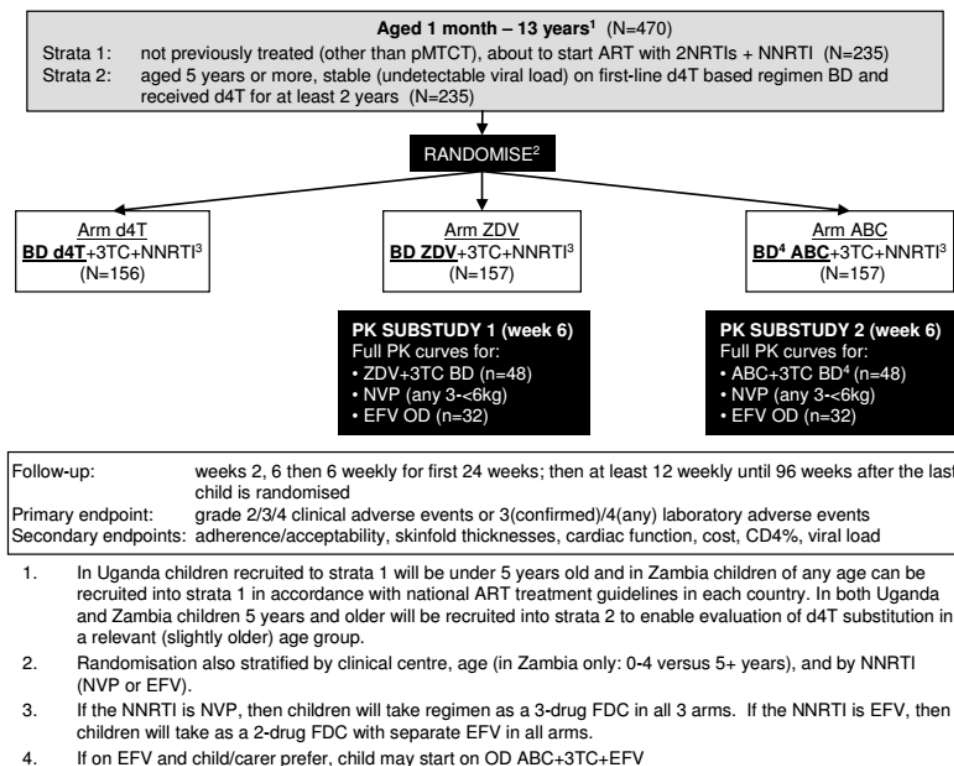 Aged 1 month – 13 years¹ (N=470)
Strata 1: not previously treated (other than pMTCT), about to start ART with 2NRTIs + NNRTI (N=235)
Strata 2: aged 5 years or more, stable (undetectable viral load) on first-line d4T based regimen BD and
received d4T for at least 2 years (N=235)
RANDOMISE²
Arm d4T
BD d4T+3TC+NNRTI³
(N=156)
Arm ZDV
BD ZDV+3TC+NNRTI³
(N=157)
Arm ABC
BD⁴ ABC+3TC+NNRTI³
(N=157)
PK SUBSTUDY 1 (week 6)
Full PK curves for:
• ZDV+3TC BD (n=48)
• NVP (any 3-<6kg)
• EFV OD (n=32)
PK SUBSTUDY 2 (week 6)
Full PK curves for:
• ABC+3TC BD⁴ (n=48)
• NVP (any 3-<6kg)
• EFV OD (n=32)
Follow-up: weeks 2, 6 then 6 weekly for first 24 weeks; then at least 12 weekly until 96 weeks after the last
child is randomised
Primary endpoint: grade 2/3/4 clinical adverse events or 3(confirmed)/4(any) laboratory adverse events
Secondary endpoints: adherence/acceptability, skinfold thicknesses, cardiac function, cost, CD4%, viral load
1. In Uganda children recruited to strata 1 will be under 5 years old and in Zambia children of any age can be
recruited into strata 1 in accordance with national ART treatment guidelines in each country. In both Uganda
and Zambia children 5 years and older will be recruited into strata 2 to enable evaluation of d4T substitution in
a relevant (slightly older) age group.
2. Randomisation also stratified by clinical centre, age (in Zambia only: 0-4 versus 5+ years), and by NNRTI
(NVP or EFV).
3. If the NNRTI is NVP, then children will take regimen as a 3-drug FDC in all 3 arms. If the NNRTI is EFV, then
children will take as a 2-drug FDC with separate EFV in all arms.
4. If on EFV and child/carer prefer, child may start on OD ABC+3TC+EFV